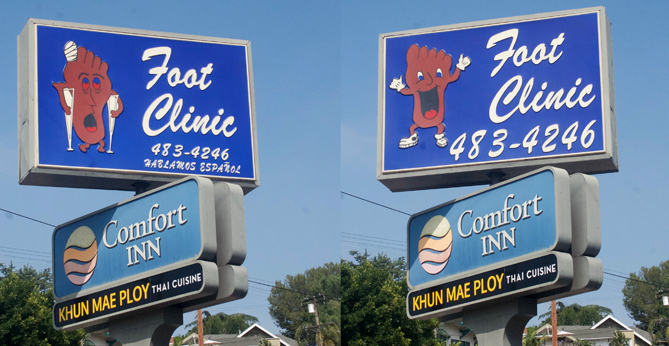 Foot
Clinic
483-4246
HABLAMOS ESPAÑOL
Comfort
INN
KHUN MAE PLOY THAI CUISINE
Foot
Clinic
483-4246
Comfort
INN
KHUN MAE PLOY THAI CUISINE